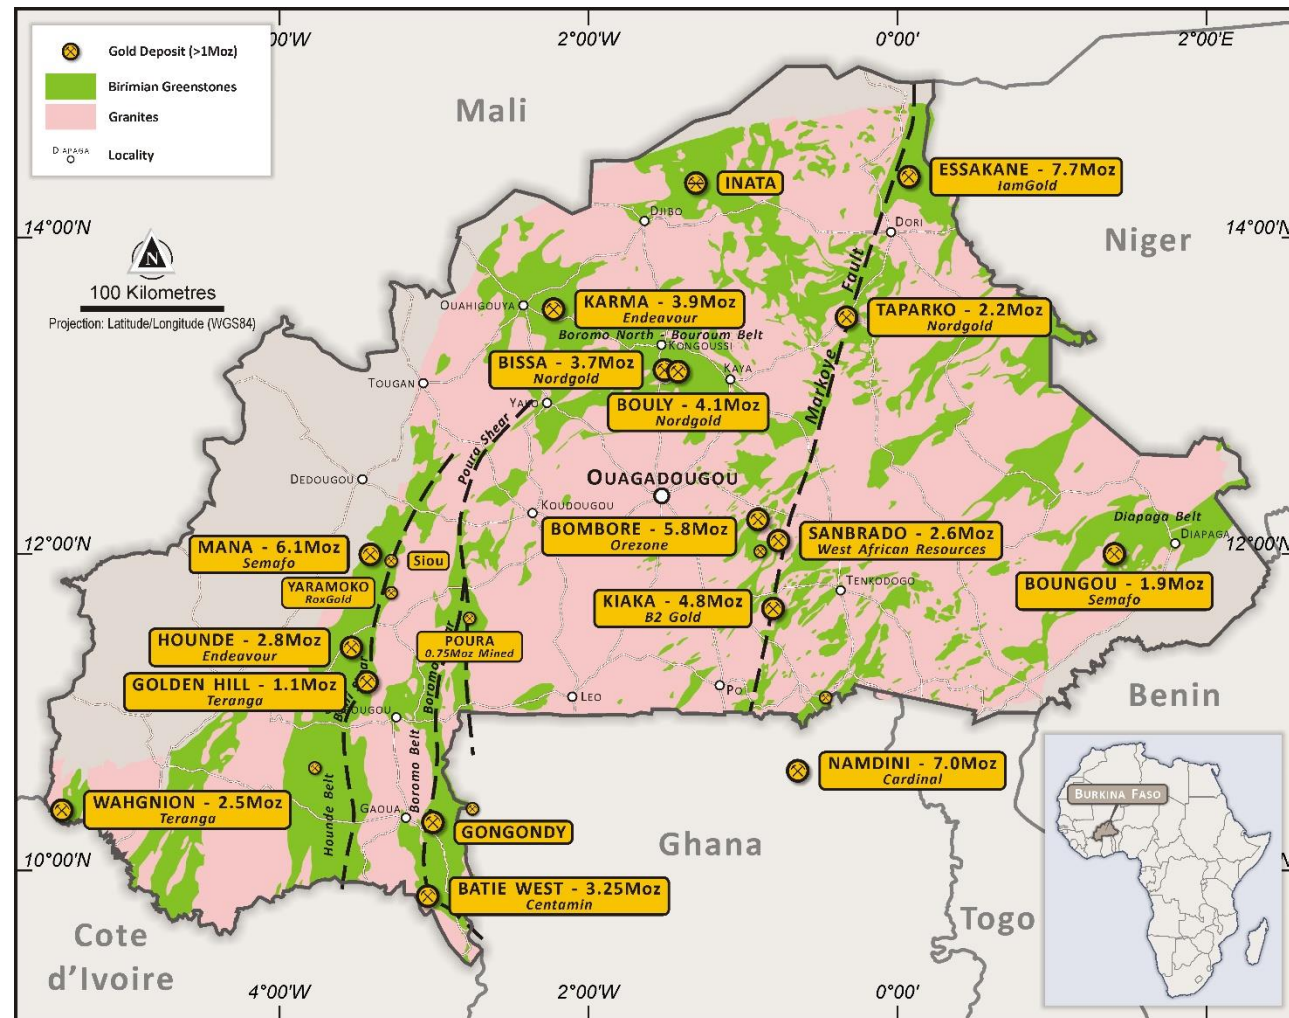 Gold Deposit (>1Moz)
Birimian Greenstones
Granites
DIAPAGA
Locality
2°00'W
0°00'
2°00'E
Mali
INATA
ESSAKANE - 7.7Moz
IamGold
DJIBO
DORI
14°00'N
14°00'N
Niger
N
100 Kilometres
Projection: Latitude/Longitude (WGS84)
OUAHIGOUYA
KARMA - 3.9Moz
Endeavour
Boromo North - Bouroum Belt
KONGOUSSI
Markoye Fault
TAPARKO - 2.2Moz
Nordgold
BISSA - 3.7Moz
Nordgold
KAYA
TOUGAN
YAKO
BOULY - 4.1Moz
Nordgold
Poura Shear
DEDOUGOU
OUAGADOUGOU
KOUDOUGOU
BOMBORE - 5.8Moz
Orezone
SANBRADO - 2.6Moz
West African Resources
Diapaga Belt
DIAPAGA
12°00'N
12°00'N
MANA - 6.1Moz
Semafo
Siou
BOUNGOU - 1.9Moz
Semafo
TENKODOGO
YARAMOKO
RoxGold
KIAKA - 4.8Moz
B2 Gold
HOUNDE - 2.8Moz
Endeavour
POURA
0.75Moz Mined
GOLDEN HILL - 1.1Moz
Teranga
LEO
PO
Benin
Boromo Belt
NAMDINI - 7.0Moz
Cardinal
BURKINA FASO
WAHGNION - 2.5Moz
Teranga
Hounde Belt
GAOUA
GONGONDY
Ghana
10°00'N
BATIE WEST - 3.25Moz
Centamin
Togo
Cote
d'Ivoire
4°00'W
2°00'W
0°00'